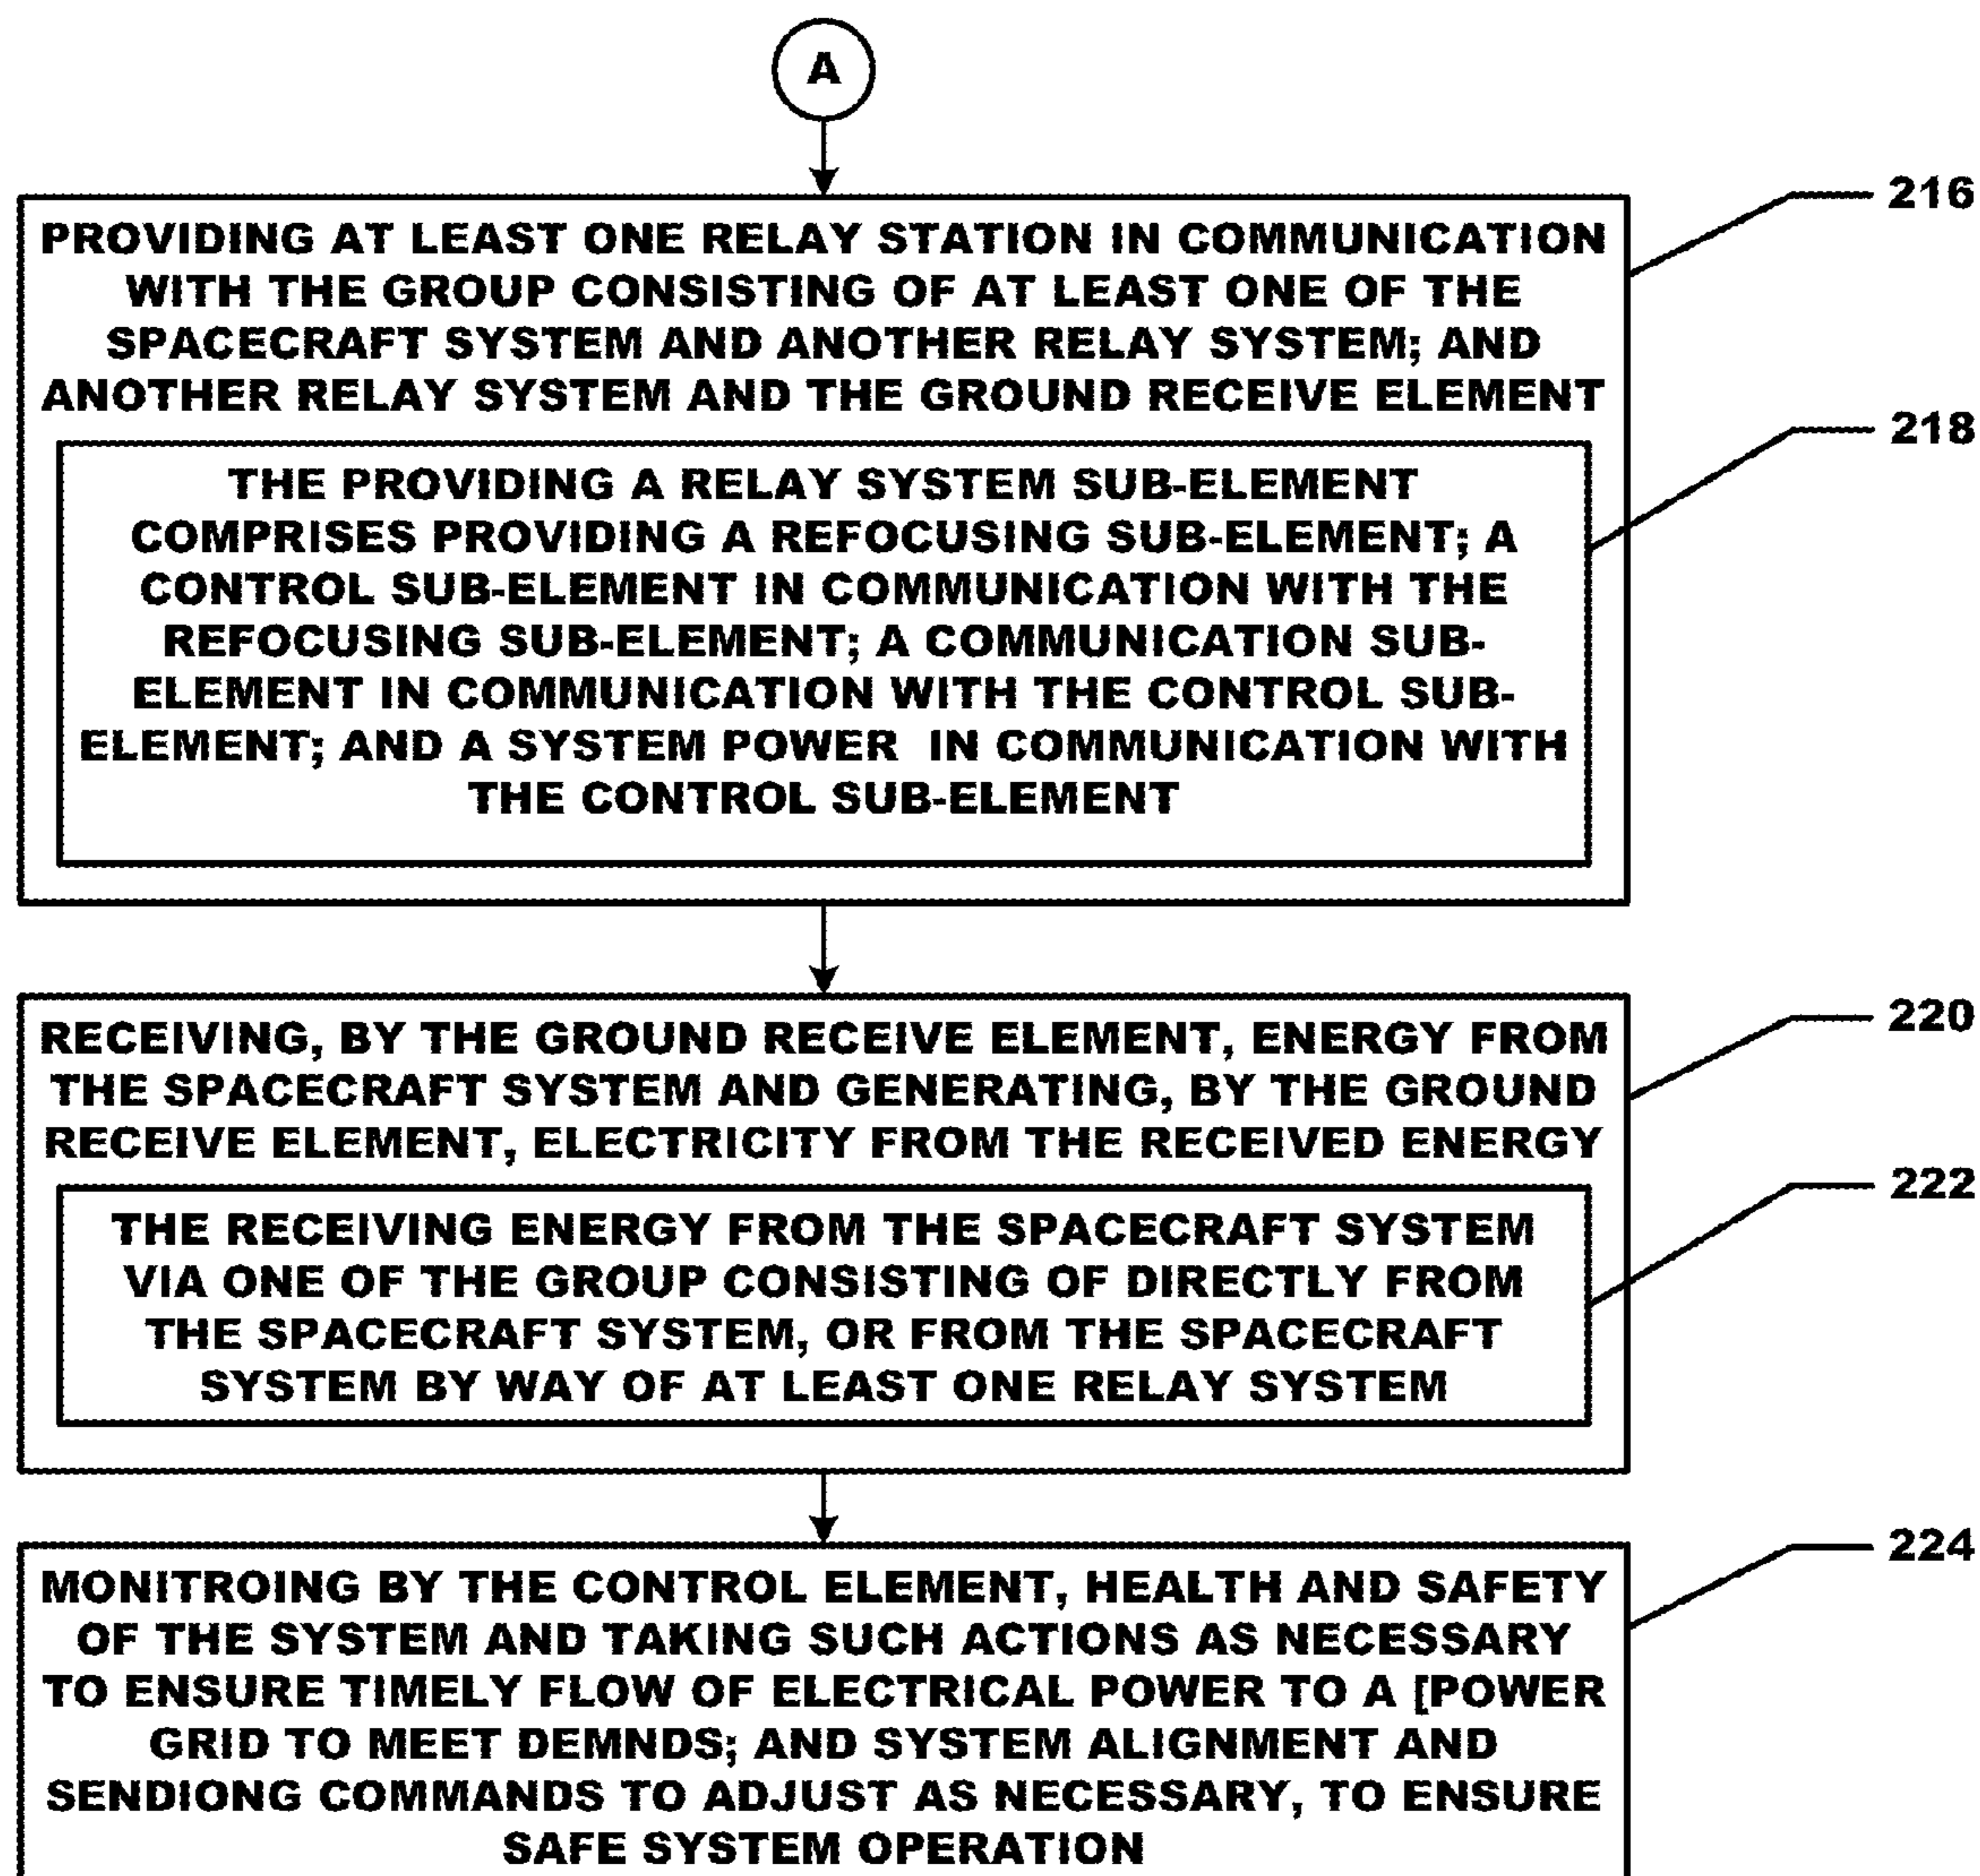 A
216
PROVIDING AT LEAST ONE RELAY STATION IN COMMUNICATION
WITH THE GROUP CONSISTING OF AT LEAST ONE OF THE
SPACECRAFT SYSTEM AND ANOTHER RELAY SYSTEM; AND
ANOTHER RELAY SYSTEM AND THE GROUND RECEIVE ELEMENT
218
THE PROVIDING A RELAY SYSTEM SUB-ELEMENT
COMPRISES PROVIDING A REFOCUSING SUB-ELEMENT; A
CONTROL SUB-ELEMENT IN COMMUNICATION WITH THE
REFOCUSING SUB-ELEMENT; A COMMUNICATION SUB-
ELEMENT IN COMMUNICATION WITH THE CONTROL SUB-
ELEMENT; AND A SYSTEM POWER IN COMMUNICATION WITH
THE CONTROL SUB-ELEMENT
220
RECEIVING, BY THE GROUND RECEIVE ELEMENT, ENERGY FROM
THE SPACECRAFT SYSTEM AND GENERATING, BY THE GROUND
RECEIVE ELEMENT, ELECTRICITY FROM THE RECEIVED ENERGY
222
THE RECEIVING ENERGY FROM THE SPACECRAFT SYSTEM
VIA ONE OF THE GROUP CONSISTING OF DIRECTLY FROM
THE SPACECRAFT SYSTEM, OR FROM THE SPACECRAFT
SYSTEM BY WAY OF AT LEAST ONE RELAY SYSTEM
224
MONITROING BY THE CONTROL ELEMENT, HEALTH AND SAFETY
OF THE SYSTEM AND TAKING SUCH ACTIONS AS NECESSARY
TO ENSURE TIMELY FLOW OF ELECTRICAL POWER TO A [POWER
GRID TO MEET DEMNDS; AND SYSTEM ALIGNMENT AND
SENDIONG COMMANDS TO ADJUST AS NECESSARY, TO ENSURE
SAFE SYSTEM OPERATION